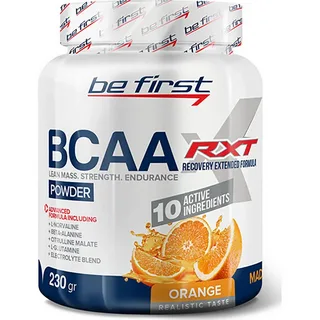 be first
BCAA RXT
RECOVERY EXTENDED FORMULA
LEAN MASS. STRENGTH. ENDURANCE
POWDER
10 ACTIVE INGREDIENTS
ADVANCED
FORMULA INCLUDING
L-NORVALINE
BETA-ALANINE
CITRULLINE MALATE
L-GLUTAMINE
ELECTROLYTE BLEND
230 gr
ORANGE
REALISTIC TASTE